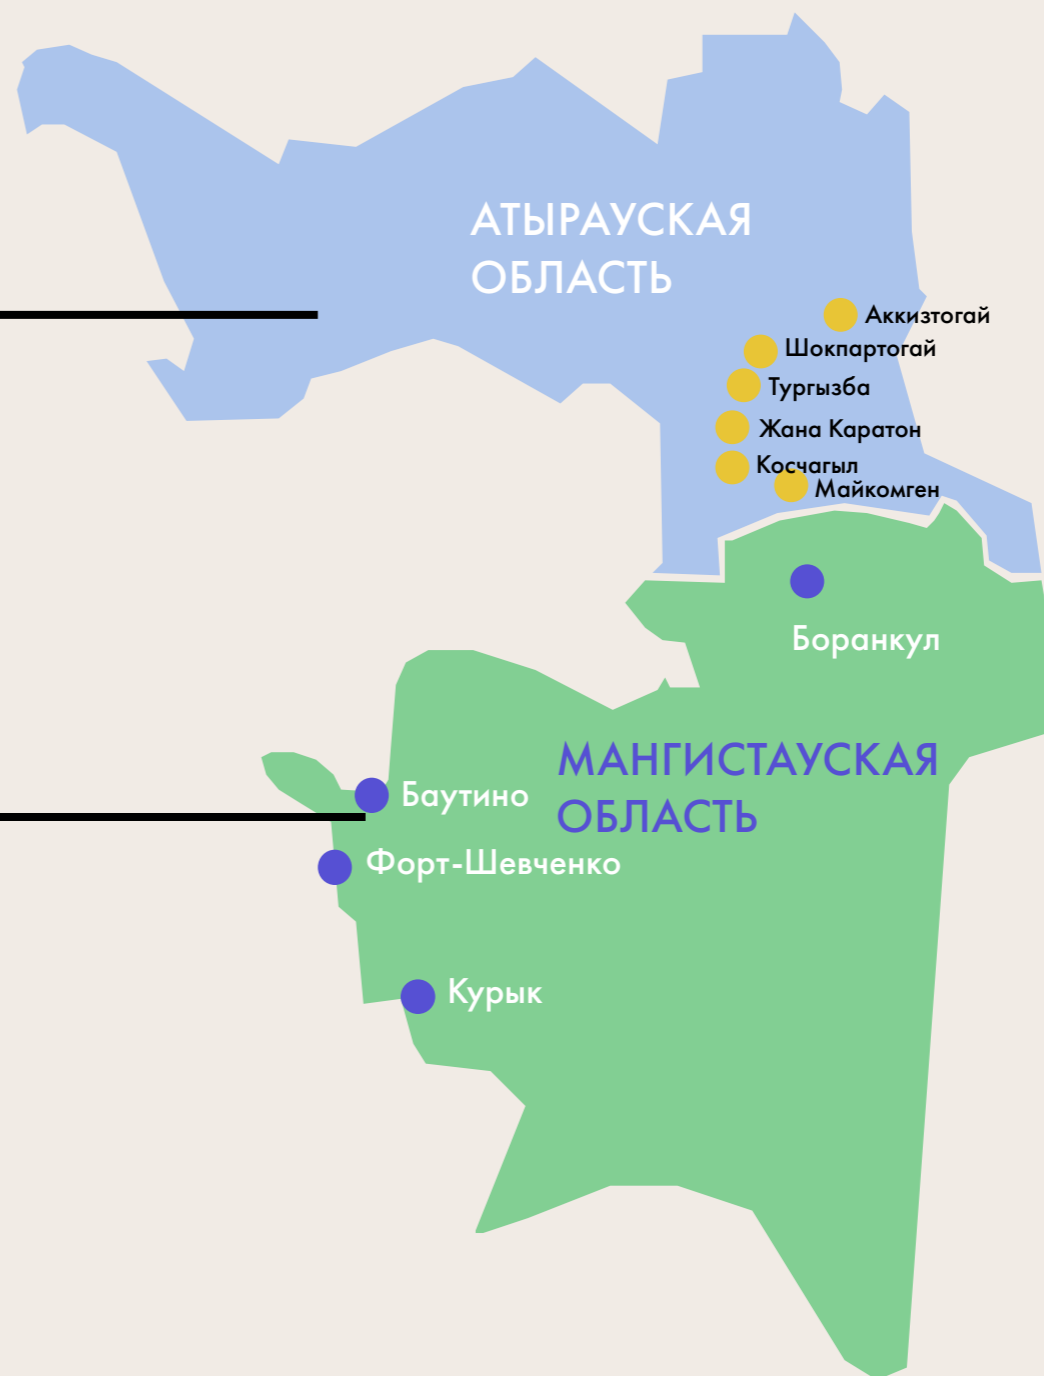 АТЫРАУСКАЯ
ОБЛАСТЬ
Аккизтогай
Шокпартогай
Тургызба
Жана Каратон
Косчагыл
Майкомген
Боранкул
МАНГИСТАУСКАЯ
ОБЛАСТЬ
Баутино
Форт-Шевченко
Курык